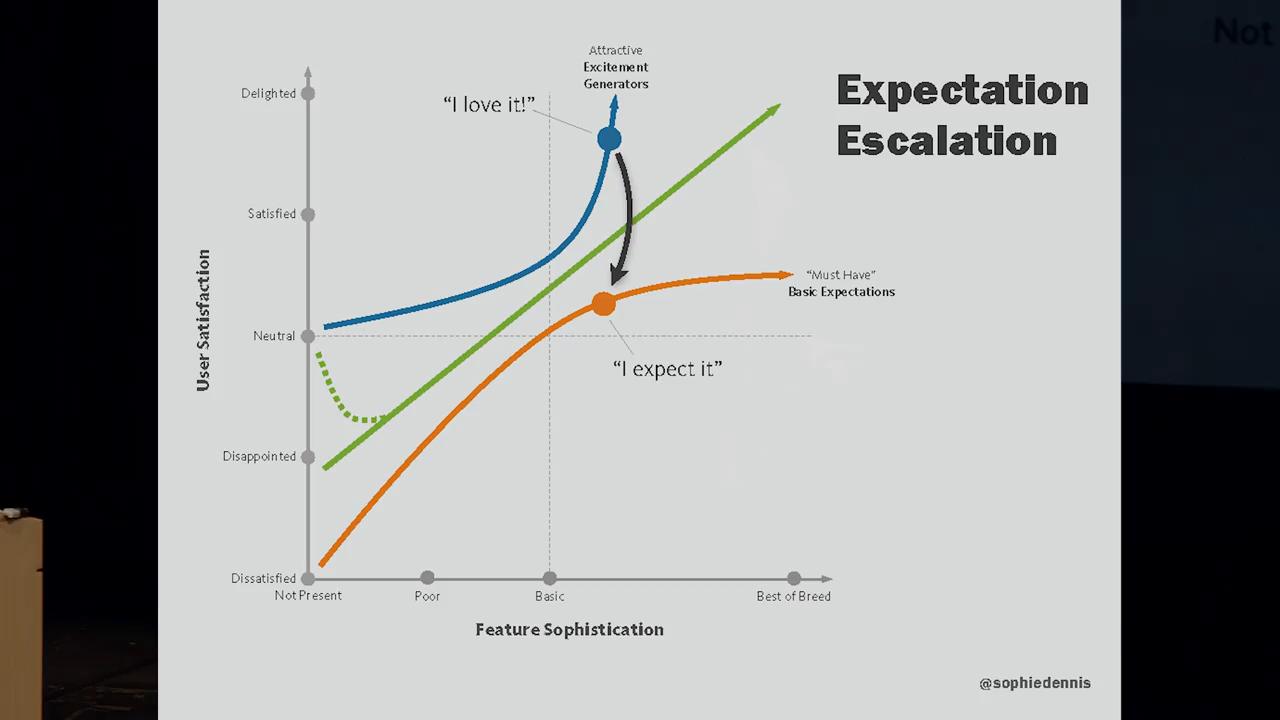 Expectation
Escalation
Attractive
Excitement
Generators
“I love it!”
Delighted
Satisfied
Neutral
Disappointed
Dissatisfied
User Satisfaction
“Must Have”
Basic Expectations
“I expect it”
Not Present
Poor
Basic
Best of Breed
Feature Sophistication
@sophiedennis
Not